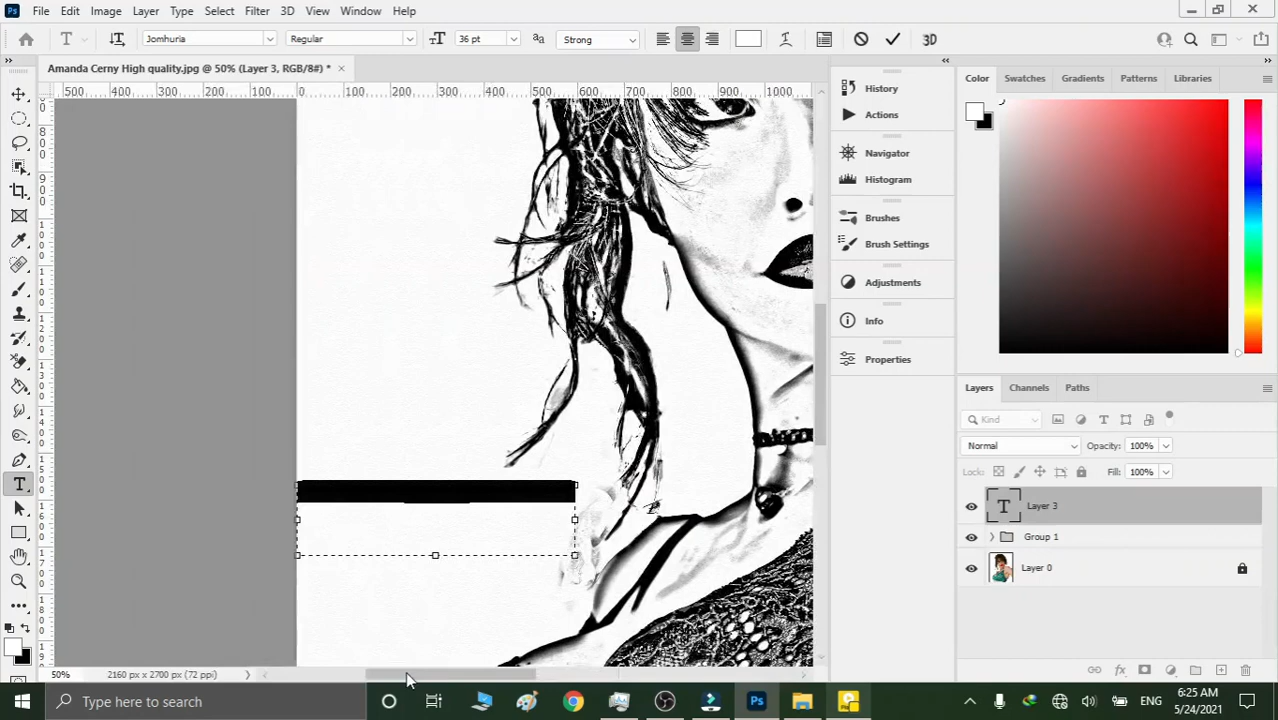 File Edit Image Layer Type Select Filter 3D View Window Help
Jomhuria Regular 36 pt Strong 3D
Amanda Cerny High quality.jpg @ 50% (Layer 3, RGB/8#) *
500 400 300 200 100 0 100 200 300 400 500 600 700 800 900 1000
History
Actions
Navigator
Histogram
Brushes
Brush Settings
Adjustments
Info
Properties
Color Swatches Gradients Patterns Libraries
Layers Channels Paths
Kind
Normal Opacity: 100%
Lock: Fill: 100%
Layer 3
Group 1
Layer 0
50% 2160 px x 2700 px (72 ppi)
Type here to search
ENG 6:25 AM
5/24/2021